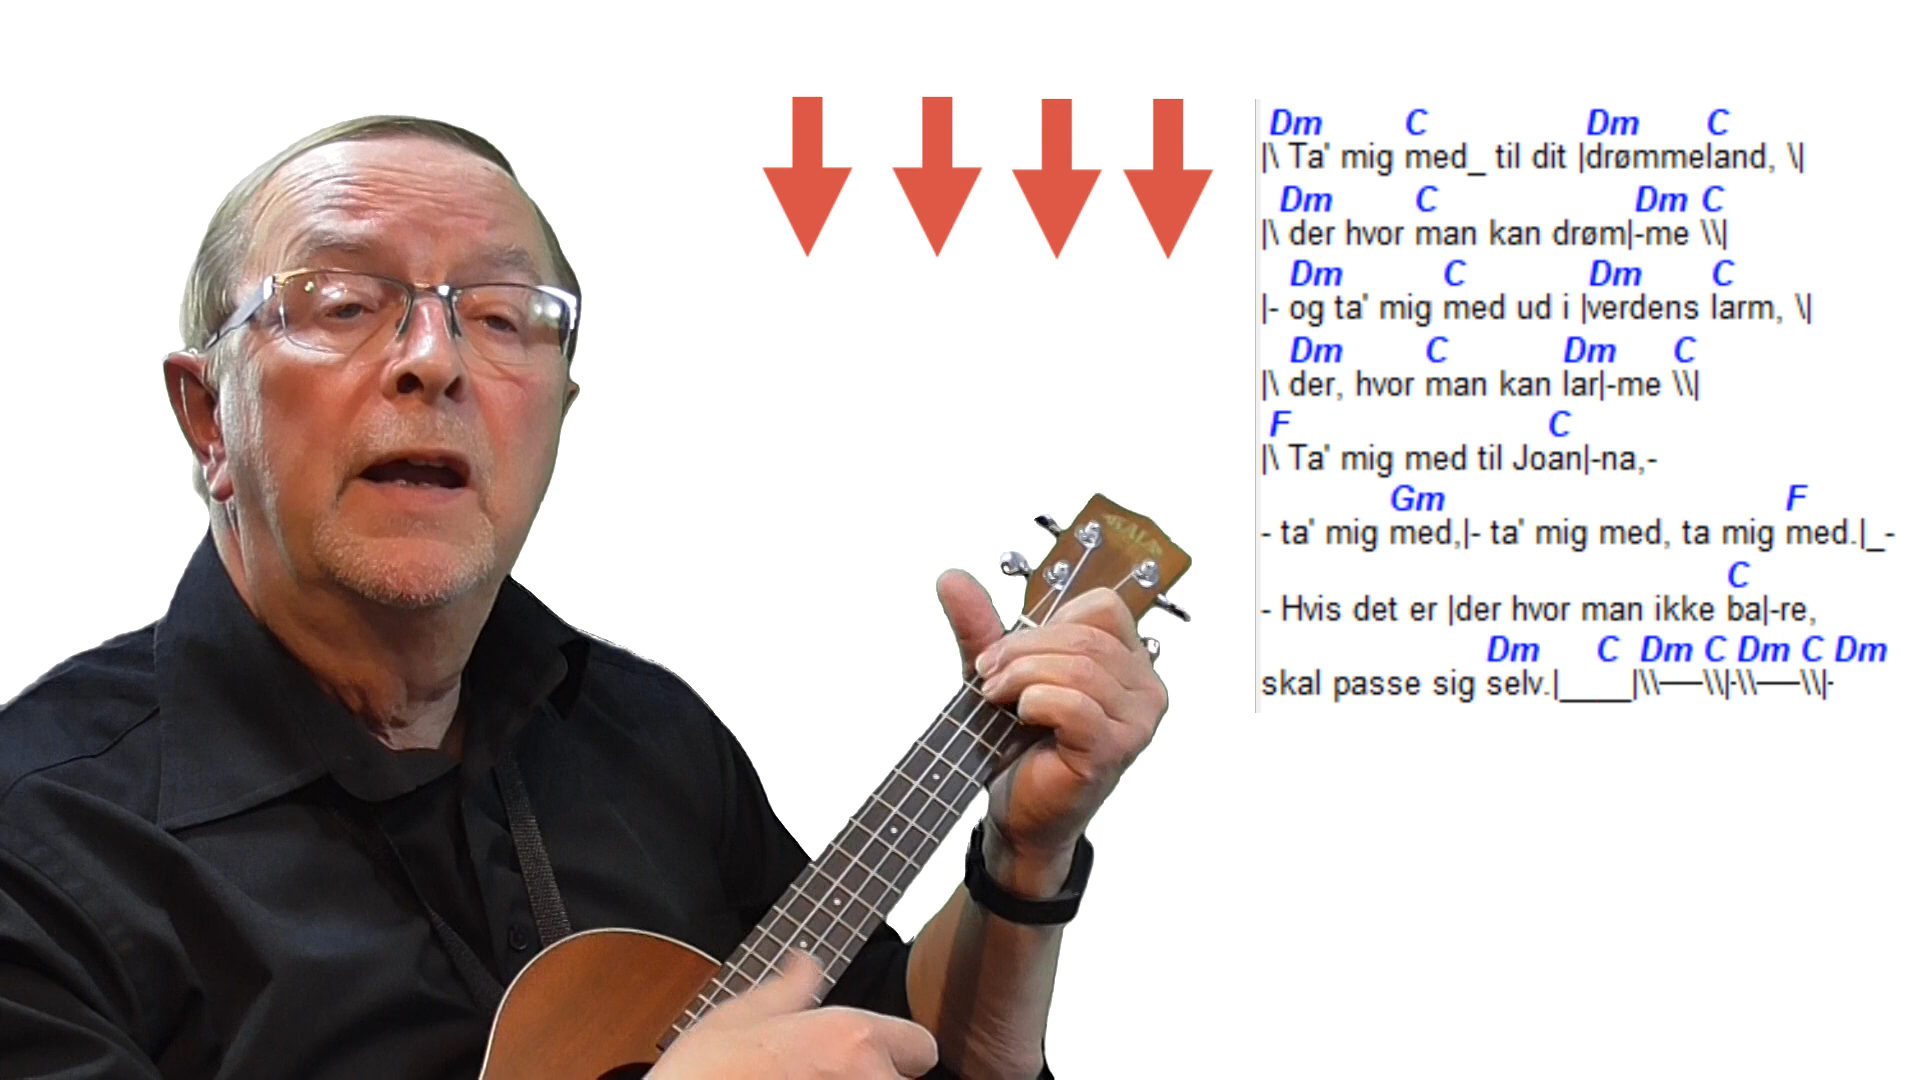 Dm C Dm C
|\ Ta' mig med_ til dit |drømmeland, \|
Dm C Dm C
|\ der hvor man kan drøm|-me \\|
Dm C Dm C
|- og ta' mig med ud i |verdens larm, \|
Dm C Dm C
|\ der, hvor man kan lar|-me \\|
F C
|\ Ta' mig med til Joan|-na,-
Gm F
- ta' mig med,|- ta' mig med, ta mig med.|_-
C
- Hvis det er |der hvor man ikke ba|-re,
Dm C Dm C Dm C Dm
skal passe sig selv.|____|\\—\\|-\\—\\|-
KALA